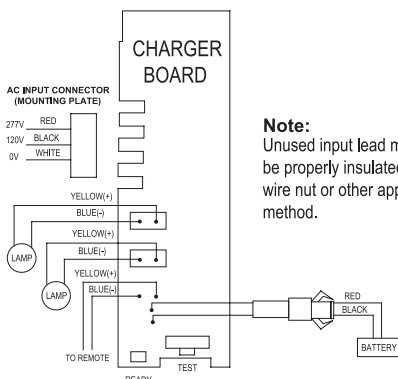 CHARGER
BOARD
AC INPUT CONNECTOR
(MOUNTING PLATE)
277V RED
120V BLACK
0V WHITE
Note:
Unused input lead
be properly insulated
wire nut or other
method.
YELLOW(+)
BLUE(-)
YELLOW(+)
LAMP
BLUE(-)
YELLOW(+)
LAMP
BLUE(-)
RED
BLACK
BATTERY
TO REMOTE
TEST
READY